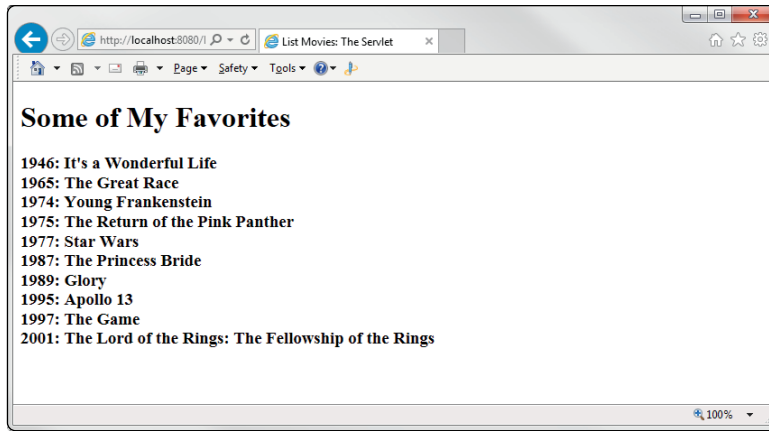 http://localhost:8080/l
List Movies: The Servlet
Page Safety Tools
Some of My Favorites
1946: It's a Wonderful Life
1965: The Great Race
1974: Young Frankenstein
1975: The Return of the Pink Panther
1977: Star Wars
1987: The Princess Bride
1989: Glory
1995: Apollo 13
1997: The Game
2001: The Lord of the Rings: The Fellowship of the Rings
100%